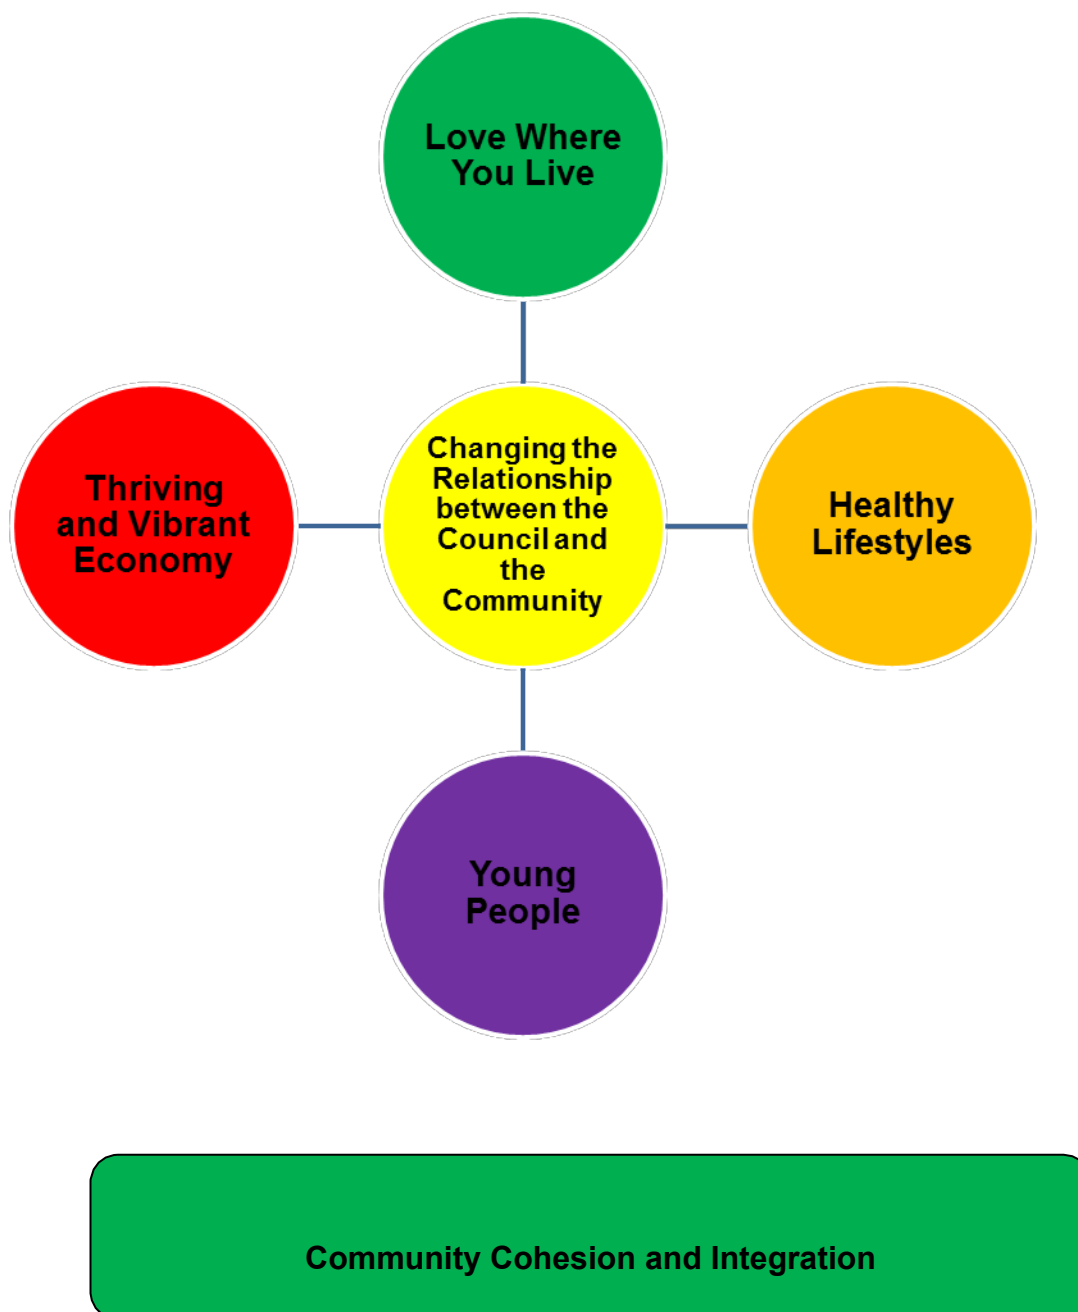 Love Where
You Live
Thriving
and Vibrant
Economy
Changing the
Relationship
between the
Council and
the
Community
Healthy
Lifestyles
Young
People
Community Cohesion and Integration